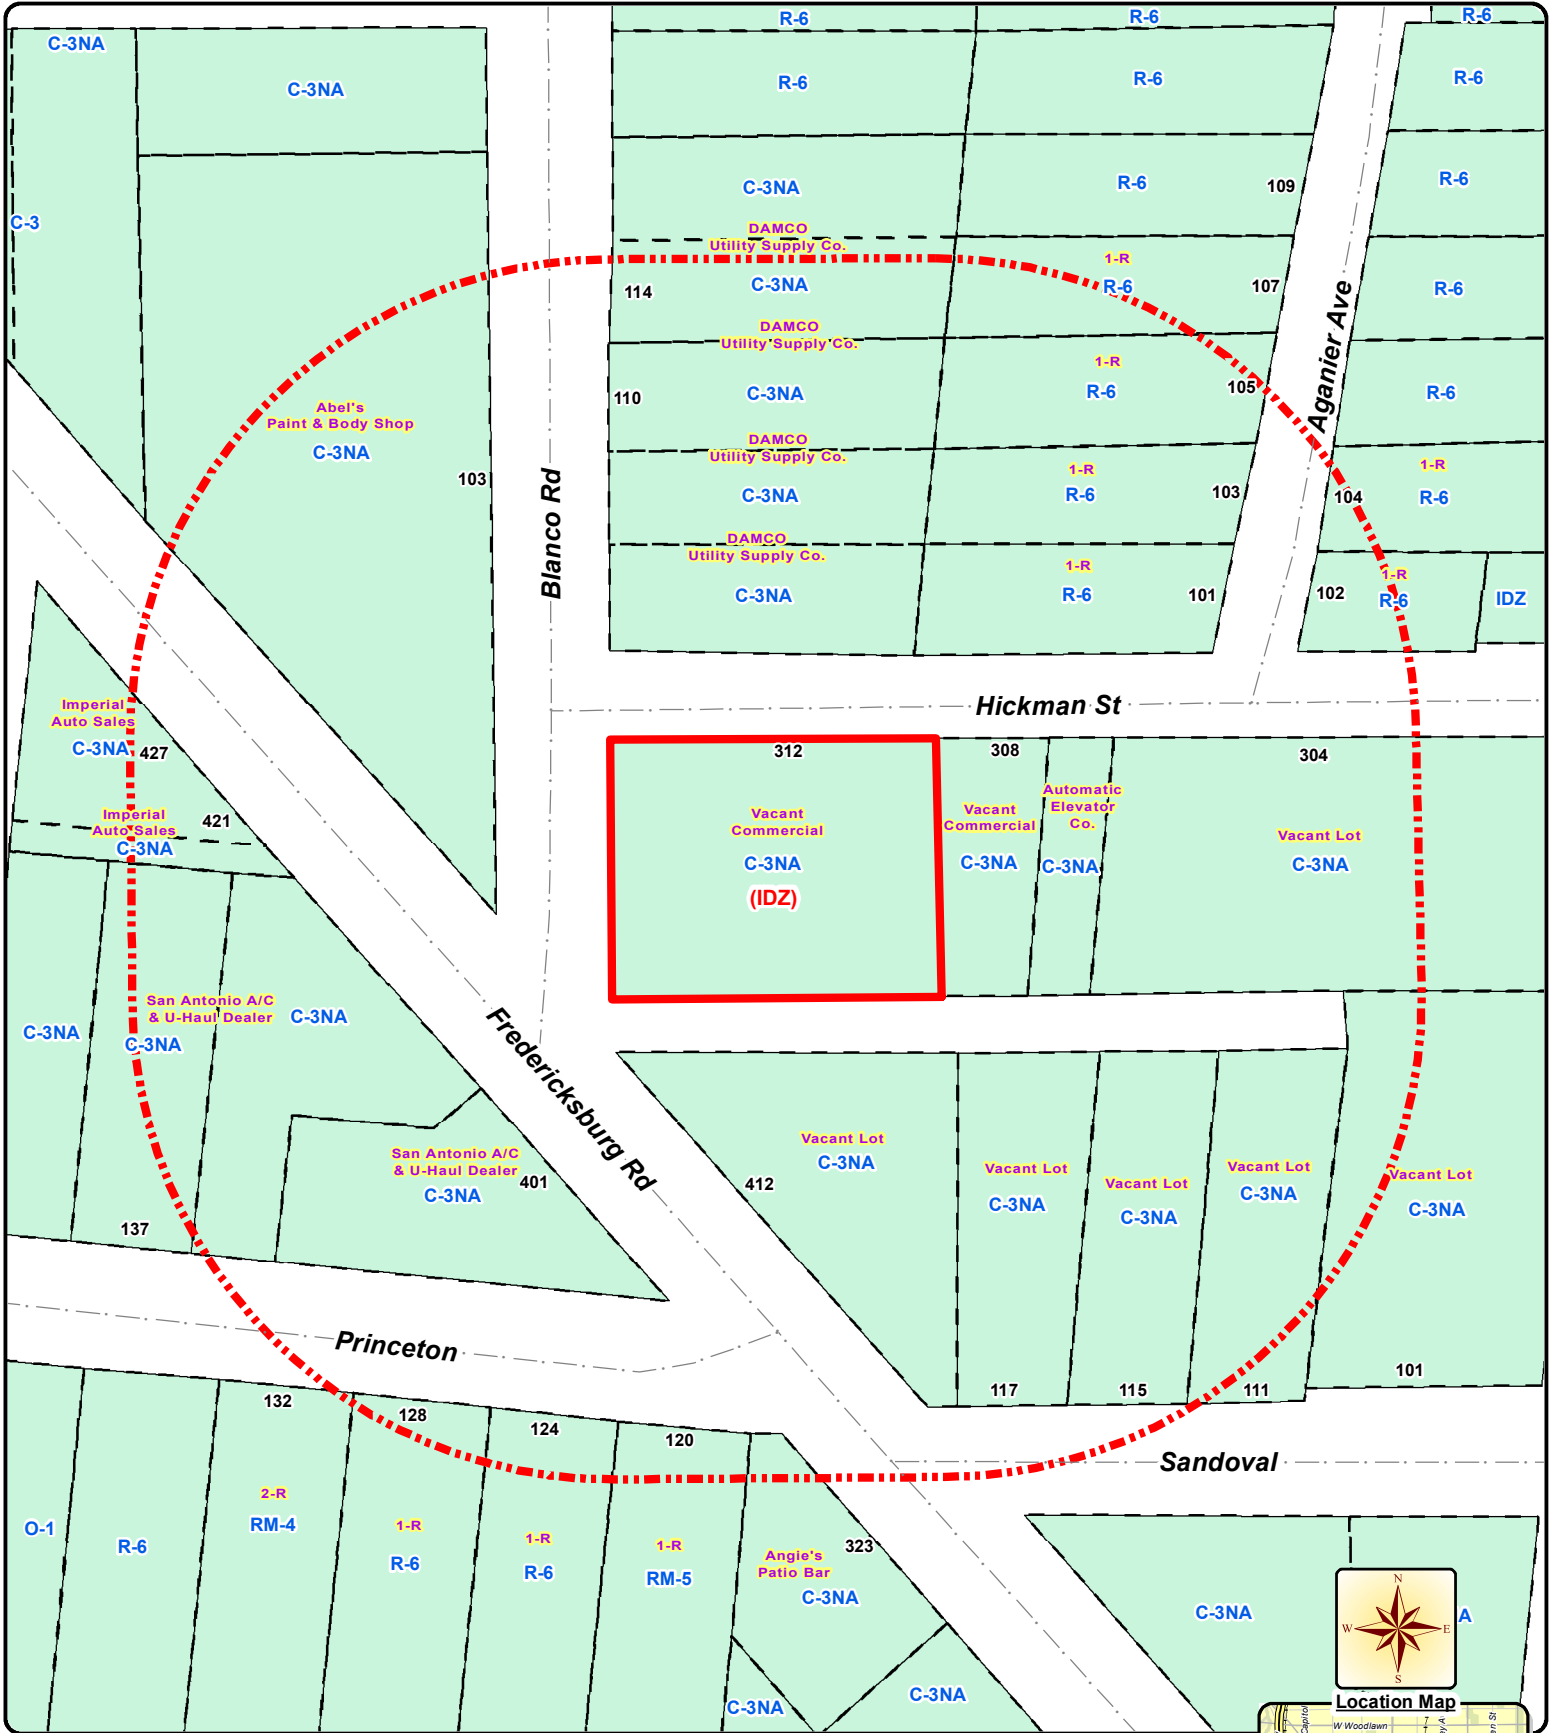 R-6
R-6
R-6
C-3NA
C-3NA
R-6
R-6
R-6
C-3NA
R-6
109
R-6
C-3
DAMCO
Utility Supply Co.
114
C-3NA
1-R
R-6
107
R-6
DAMCO
Utility Supply Co.
110
C-3NA
1-R
R-6
105
Aganier Ave
R-6
Abel's
Paint & Body Shop
C-3NA
103
Blanco Rd
DAMCO
Utility Supply Co.
C-3NA
1-R
R-6
103
104
1-R
R-6
DAMCO
Utility Supply Co.
C-3NA
1-R
R-6
101
102
1-R
R-6
IDZ
Hickman St
Imperial
Auto Sales
C-3NA
427
Imperial
Auto Sales
C-3NA
421
312
Vacant
Commercial
C-3NA
(IDZ)
308
Vacant
Commercial
C-3NA
Automatic
Elevator
Co.
C-3NA
304
Vacant Lot
C-3NA
C-3NA
San Antonio A/C
& U-Haul Dealer
C-3NA
C-3NA
137
Fredericksburg Rd
San Antonio A/C
& U-Haul Dealer
C-3NA
401
Vacant Lot
C-3NA
412
Vacant Lot
C-3NA
117
Vacant Lot
C-3NA
115
Vacant Lot
C-3NA
111
Vacant Lot
C-3NA
101
Princeton
Sandoval
132
128
124
120
O-1
R-6
2-R
RM-4
1-R
R-6
1-R
R-6
1-R
RM-5
Angie's
Patio Bar
C-3NA
323
C-3NA
C-3NA
C-3NA
A
N
W
E
S
Location Map
Capitol
W Woodlawn